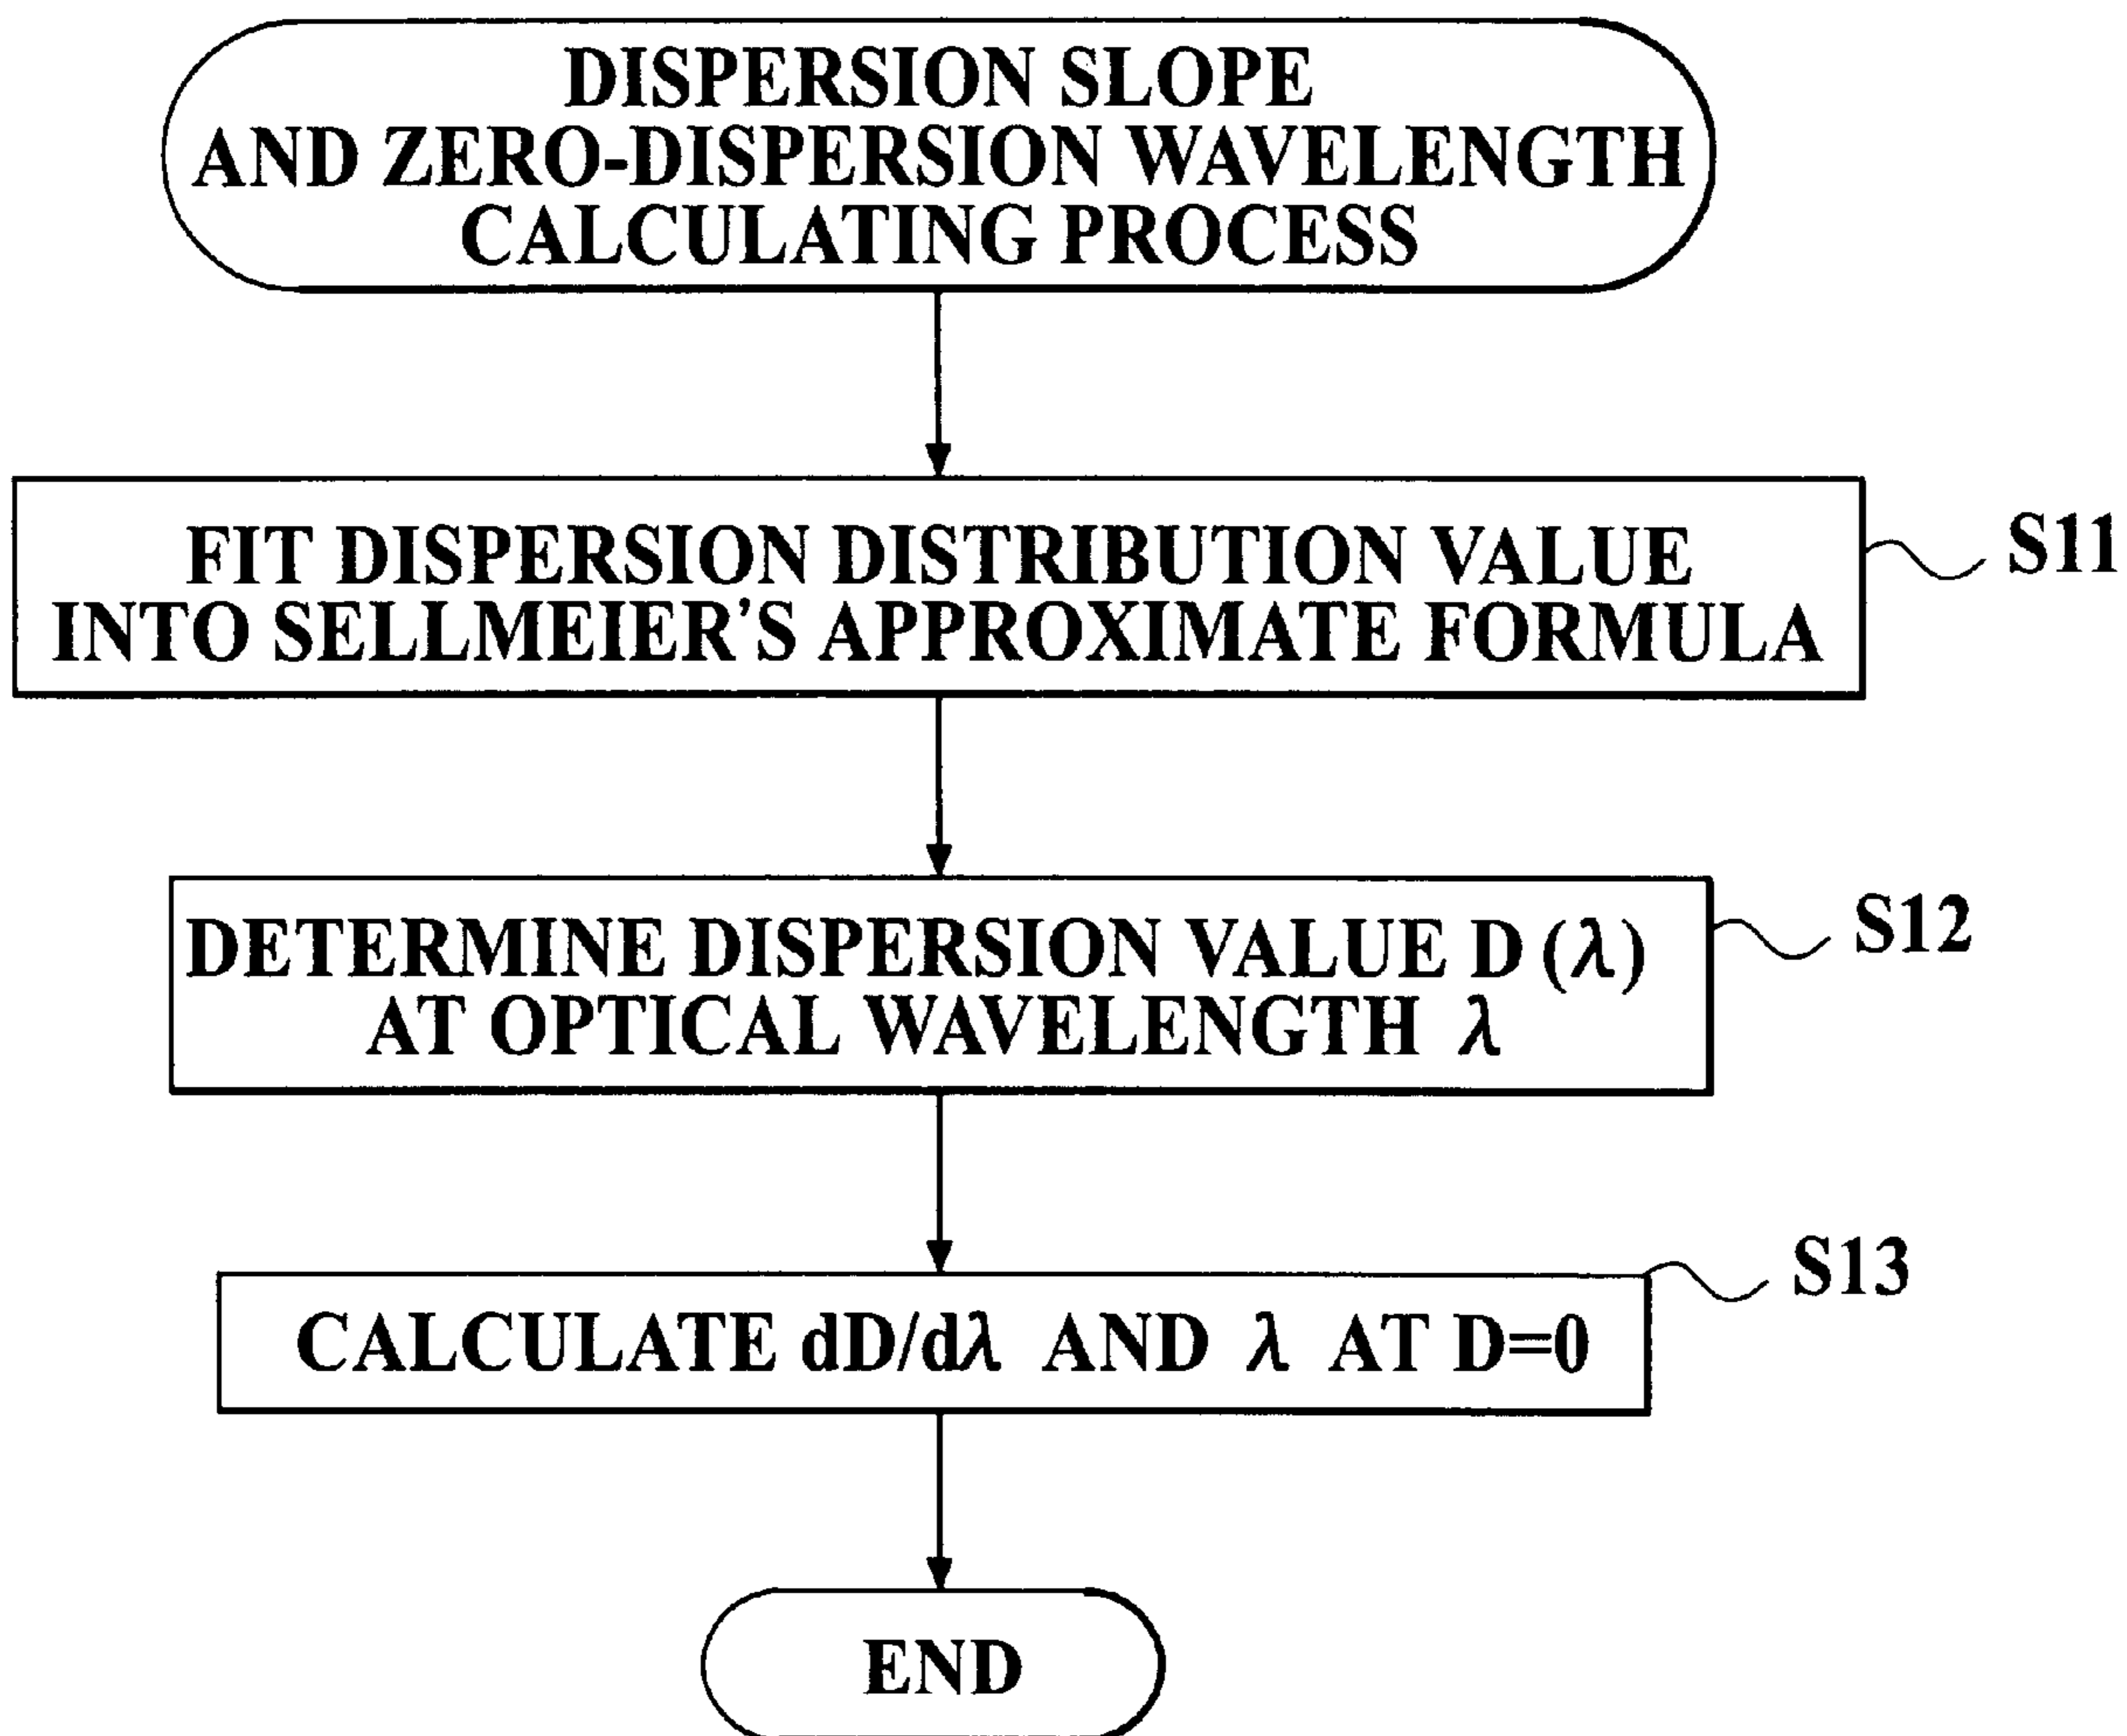 DISPERSION SLOPE
AND ZERO-DISPERSION WAVELENGTH
CALCULATING PROCESS
FIT DISPERSION DISTRIBUTION VALUE
INTO SELLMEIER'S APPROXIMATE FORMULA
S11
DETERMINE DISPERSION VALUE D (λ)
AT OPTICAL WAVELENGTH λ
S12
CALCULATE dD/dλ AND λ AT D=0
S13
END